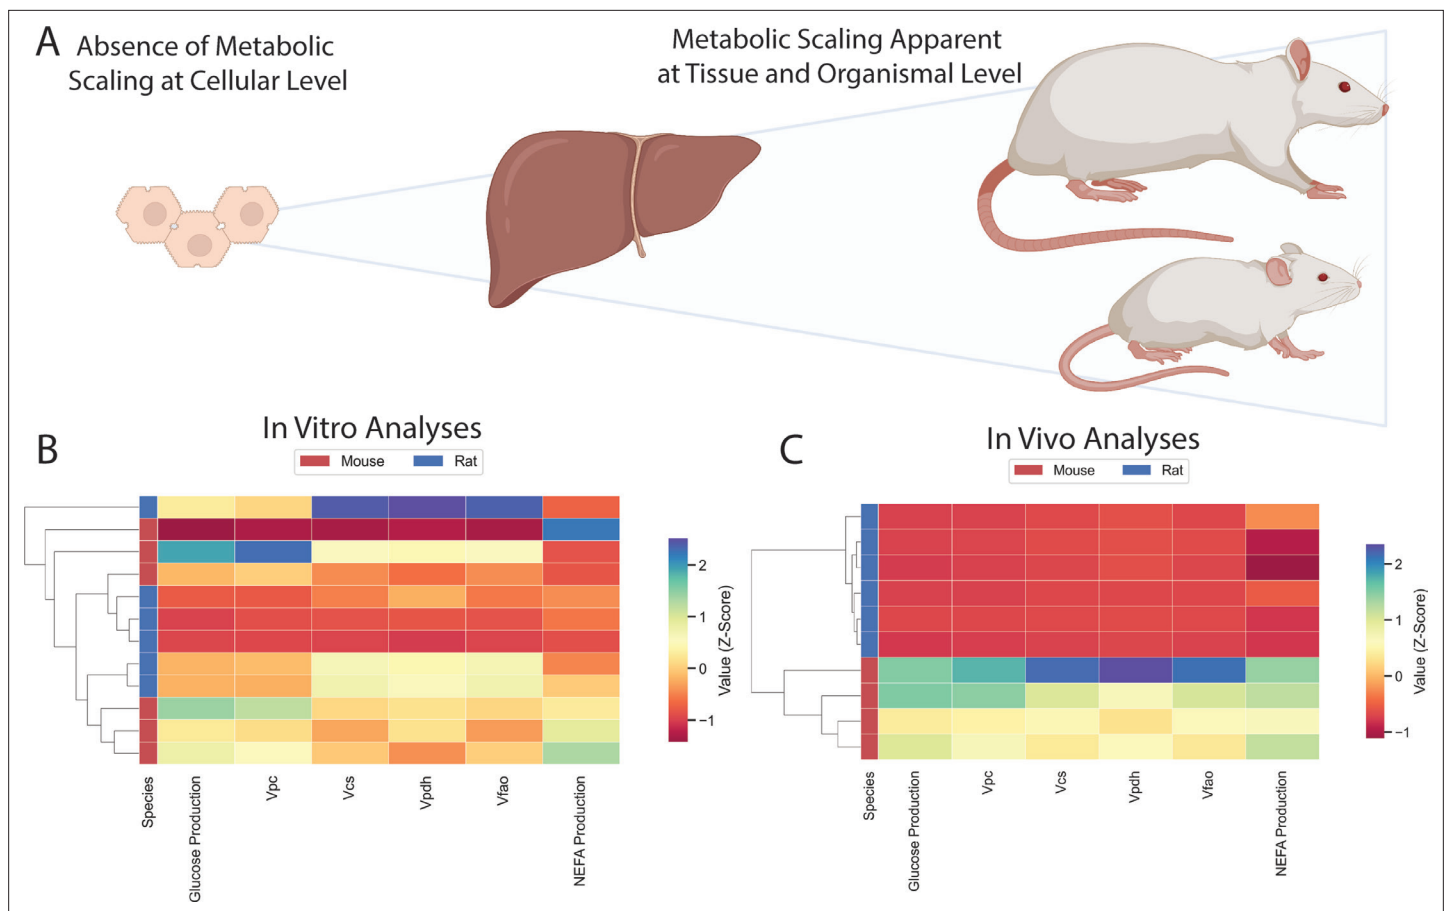 A
Absence of Metabolic
Scaling at Cellular Level
Metabolic Scaling Apparent
at Tissue and Organismal Level
B
In Vitro Analyses
Mouse
Rat
2
1
0
−1
Value (Z-Score)
Species
Glucose Production
Vpc
Vcs
Vpdh
Vfao
NEFA Production
C
In Vivo Analyses
Mouse
Rat
2
1
0
−1
Value (Z-Score)
Species
Glucose Production
Vpc
Vcs
Vpdh
Vfao
NEFA Production